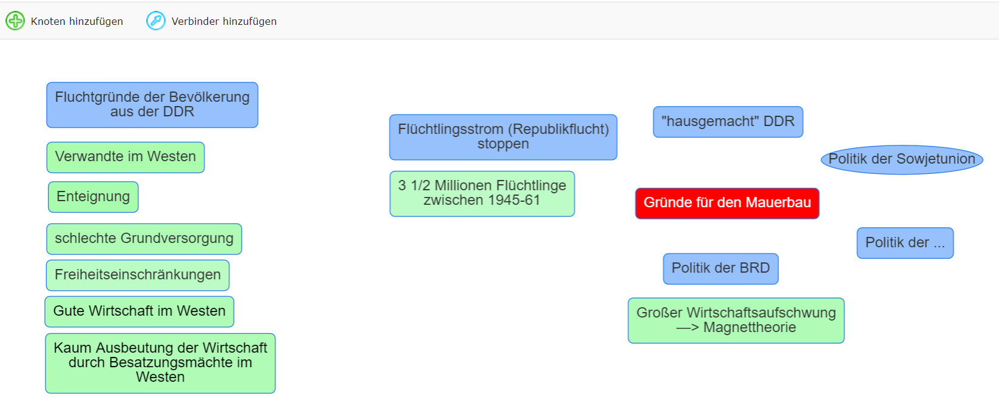 Knoten hinzufügen
Verbinder hinzufügen
Fluchtgründe der Bevölkerung
aus der DDR
Verwandte im Westen
Enteignung
schlechte Grundversorgung
Freiheitseinschränkungen
Gute Wirtschaft im Westen
Kaum Ausbeutung der Wirtschaft
durch Besatzungsmächte im
Westen
Flüchtlingsstrom (Republikflucht)
stoppen
3 1/2 Millionen Flüchtlinge
zwischen 1945-61
"hausgemacht" DDR
Politik der Sowjetunion
Gründe für den Mauerbau
Politik der ...
Politik der BRD
Großer Wirtschaftsaufschwung
—> Magnettheorie